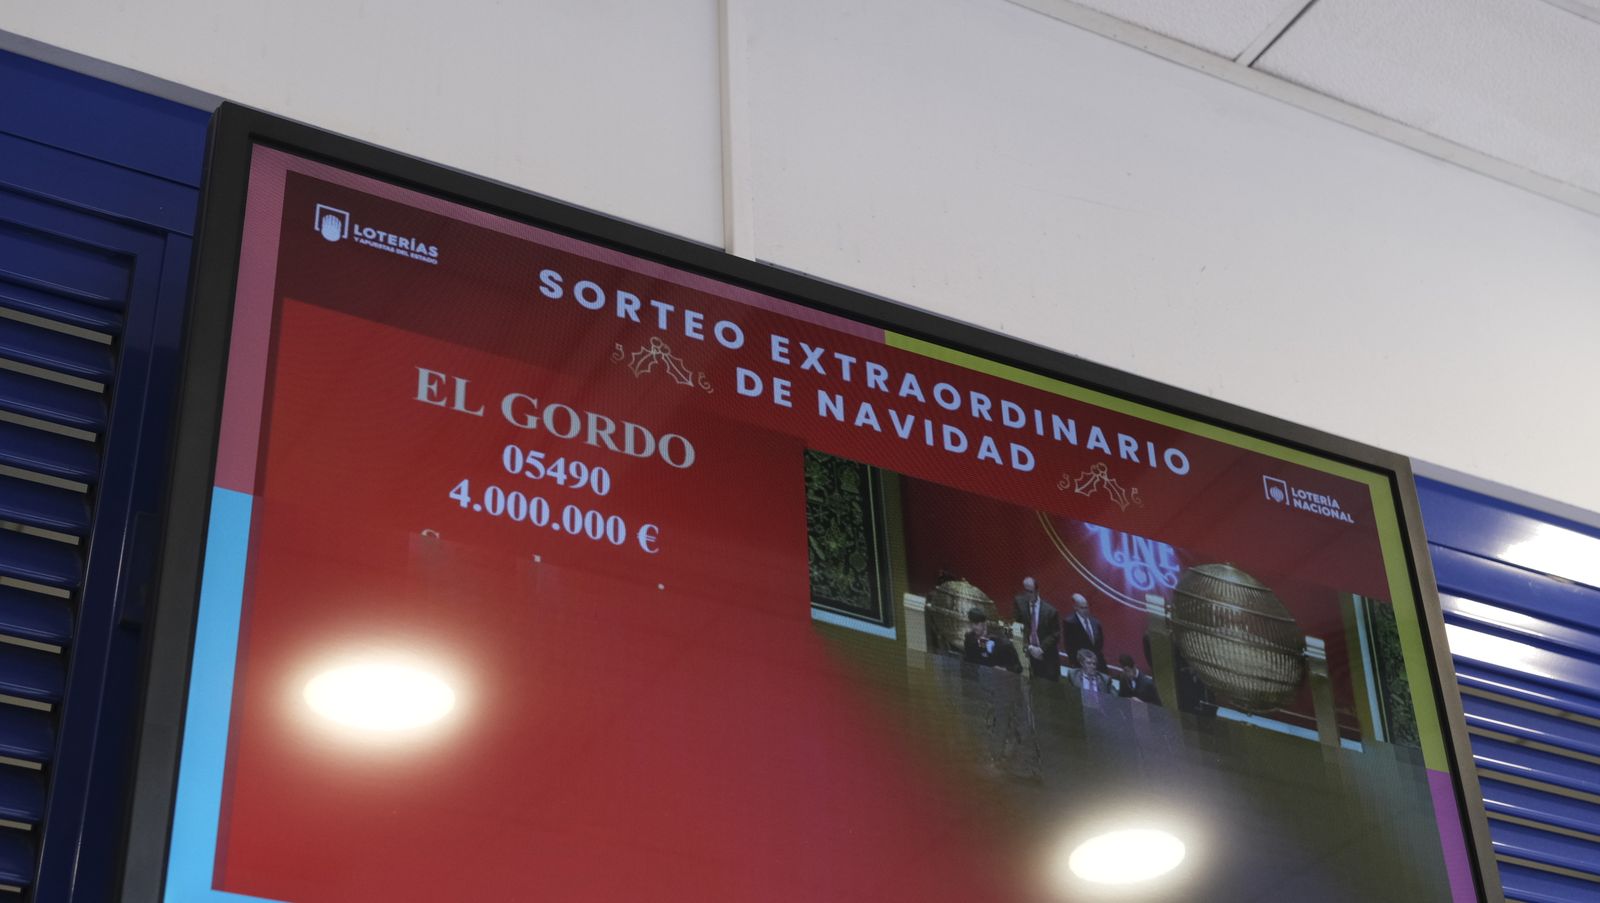 LOTERÍAS
Y APUESTAS DEL ESTADO
SORTEO EXTRAORDINARIO
DE NAVIDAD
EL GORDO
05490
4.000.000 €
LOTERÍA
NACIONAL